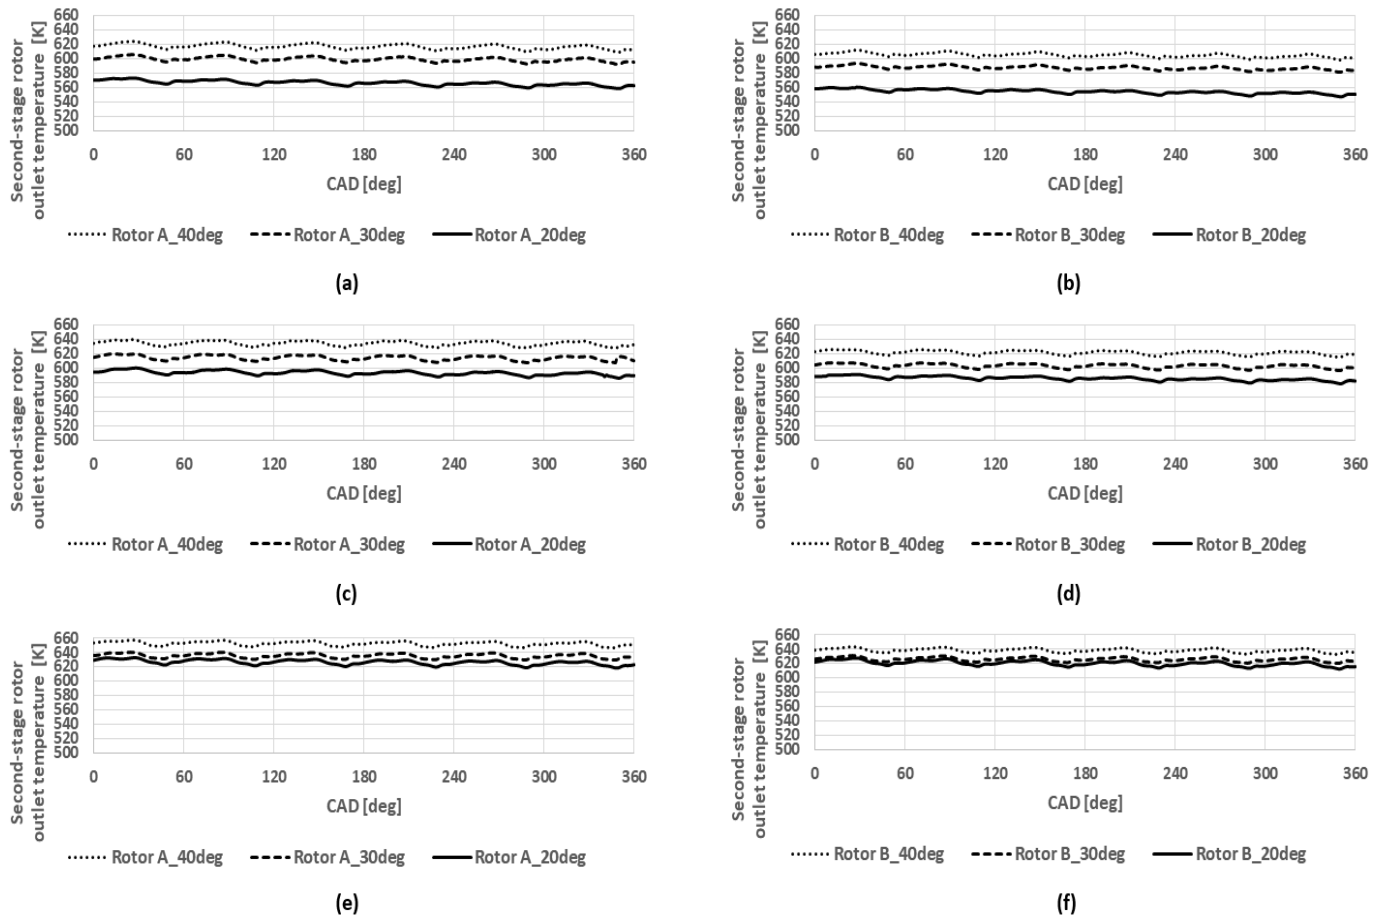 Second-stage rotor
outlet temperature [K]
660
640
620
600
580
560
540
520
500
0 60 120 180 240 300 360
CAD [deg]
Rotor A_40deg Rotor A_30deg Rotor A_20deg
(a)
Second-stage rotor
outlet temperature [K]
660
640
620
600
580
560
540
520
500
0 60 120 180 240 300 360
CAD [deg]
Rotor B_40deg Rotor B_30deg Rotor B_20deg
(b)
Second-stage rotor
outlet temperature [K]
660
640
620
600
580
560
540
520
500
0 60 120 180 240 300 360
CAD [deg]
Rotor A_40deg Rotor A_30deg Rotor A_20deg
(c)
Second-stage rotor
outlet temperature [K]
660
640
620
600
580
560
540
520
500
0 60 120 180 240 300 360
CAD [deg]
Rotor B_40deg Rotor B_30deg Rotor B_20deg
(d)
Second-stage rotor
outlet temperature [K]
660
640
620
600
580
560
540
520
500
0 60 120 180 240 300 360
CAD [deg]
Rotor A_40deg Rotor A_30deg Rotor A_20deg
(e)
Second-stage rotor
outlet temperature [K]
660
640
620
600
580
560
540
520
500
0 60 120 180 240 300 360
CAD [deg]
Rotor B_40deg Rotor B_30deg Rotor B_20deg
(f)